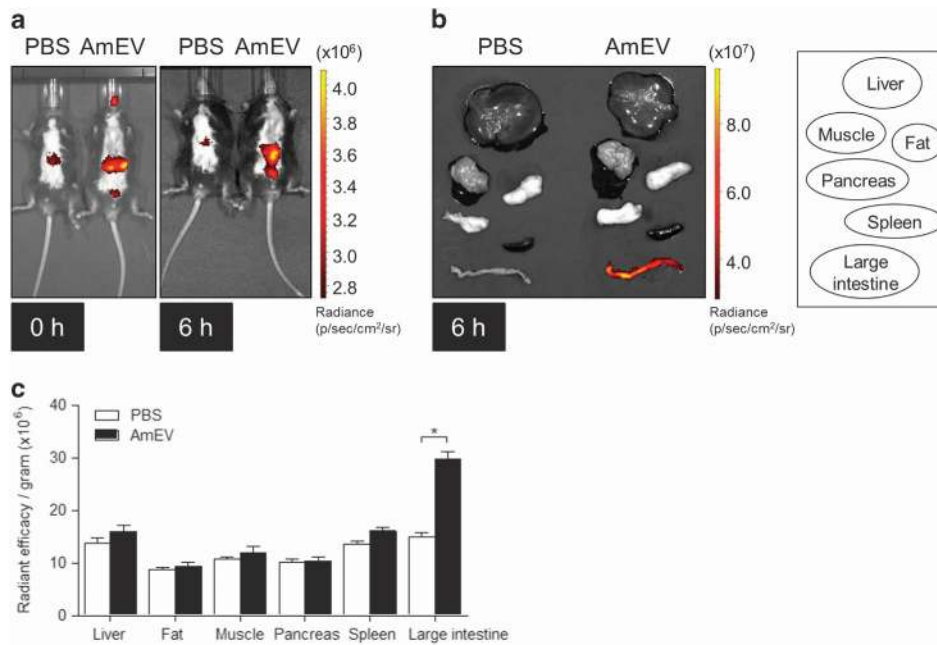 a
PBS AmEV PBS AmEV
(x10⁶)
4.0
3.8
3.6
3.4
3.2
3.0
2.8
Radiance
(p/sec/cm²/sr)
0 h
6 h
b
PBS AmEV
(x10⁷)
8.0
6.0
4.0
Radiance
(p/sec/cm²/sr)
6 h
Liver
Muscle
Fat
Pancreas
Spleen
Large
intestine
c
Radiant efficacy / gram (x10⁶)
40
30
20
10
0
PBS
AmEV
*
Liver Fat Muscle Pancreas Spleen Large intestine